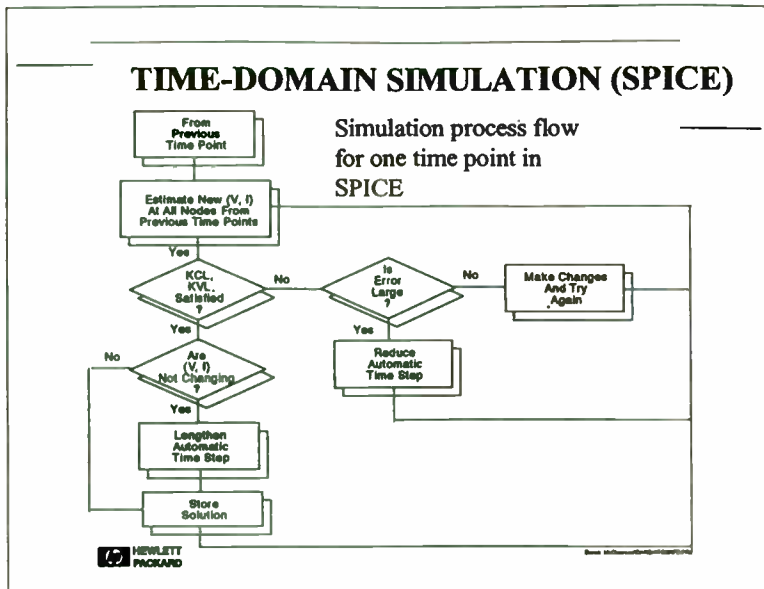 TIME-DOMAIN SIMULATION (SPICE)
Simulation process flow
for one time point in
SPICE
From
Previous
Time Point
Estimate New (V, I)
At All Nodes From
Previous Time Points
Yes
KCL,
KVL,
Satisfied
?
No
Is
Error
Large
?
No
Make Changes
And Try
Again
Yes
Yes
Reduce
Automatic
Time Step
No
Are
(V, I)
Not Changing
?
Yes
Lengthen
Automatic
Time Step
Store
Solution
hp HEWLETT
PACKARD